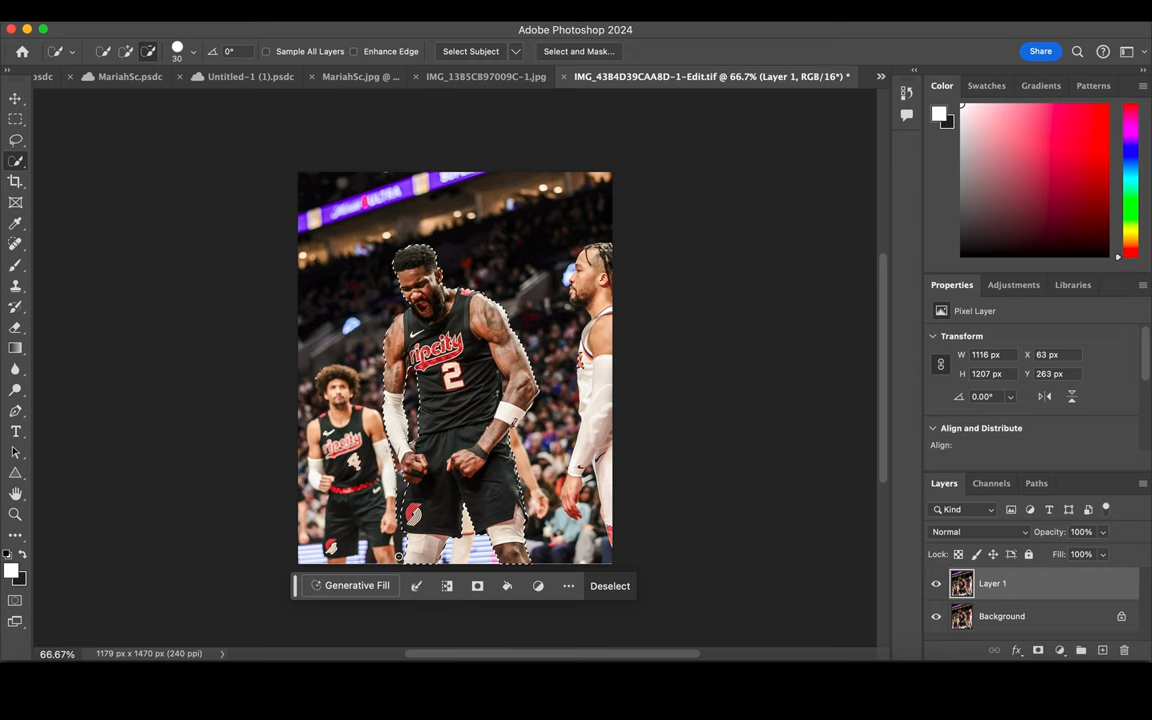 Adobe Photoshop 2024
30
0°
Sample All Layers
Enhance Edge
Select Subject
Select and Mask...
Share
psdc
MariahSc.psdc
Untitled-1 (1).psdc
MariahSc.jpg @ ...
IMG_13B5CB97009C-1.jpg
IMG_43B4D39CAA8D-1-Edit.tif @ 66.7% (Layer 1, RGB/16*) *
Color
Swatches
Gradients
Patterns
ULTRA
ripcity
2
ripcity
4
Properties
Adjustments
Libraries
Pixel Layer
Transform
W
1116 px
X
63 px
H
1207 px
Y
263 px
0.00°
Align and Distribute
Align:
Layers
Channels
Paths
Kind
Normal
Opacity:
100%
Lock:
Fill:
100%
Layer 1
Background
fx
Generative Fill
Deselect
66.67%
1179 px x 1470 px (240 ppi)